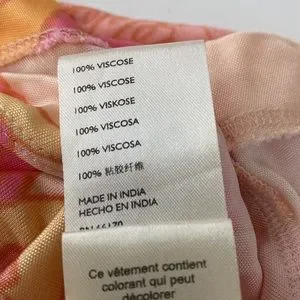 100% VISCOSE
100% VISCOSE
100% VISKOSE
100% VISCOSA
100% VISCOSA
100% 粘胶纤维
MADE IN INDIA
HECHO EN INDIA
Ce vêtement contient
colorant qui peut
décolorer